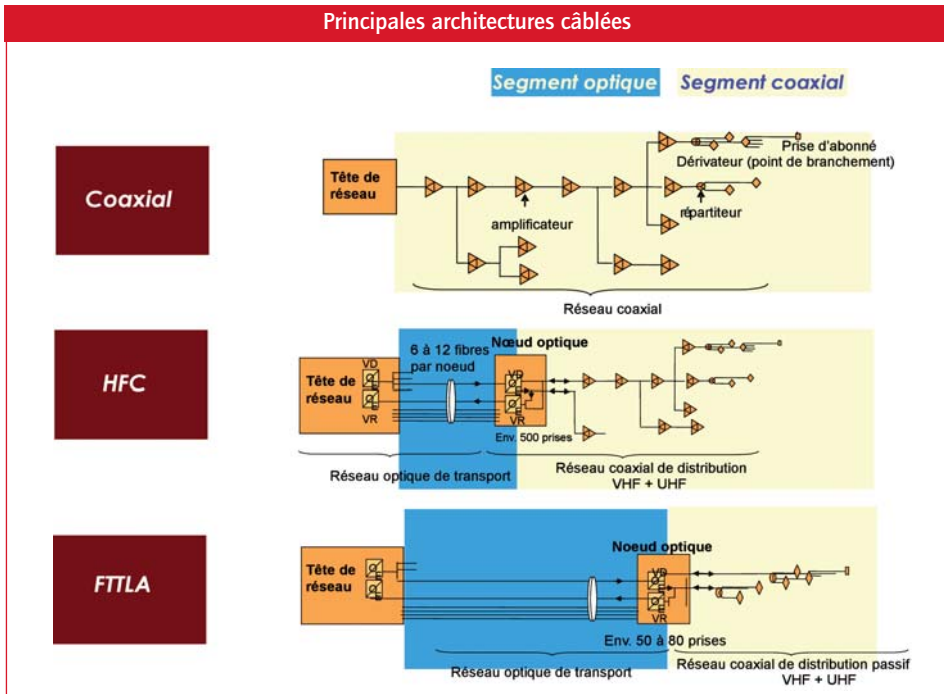 Principales architectures câblées
Segment optique
Segment coaxial
Coaxial
Tête de
réseau
amplificateur
répartiteur
Prise d'abonné
Dérivateur (point de branchement)
Réseau coaxial
HFC
Tête de
réseau
VD
VR
6 à 12 fibres
par noeud
Nœud optique
VD
VR
Env. 500 prises
Réseau optique de transport
Réseau coaxial de distribution
VHF + UHF
FTTLA
Tête de
réseau
Noeud optique
VD
VR
Env. 50 à 80 prises
Réseau optique de transport
Réseau coaxial de distribution passif
VHF + UHF